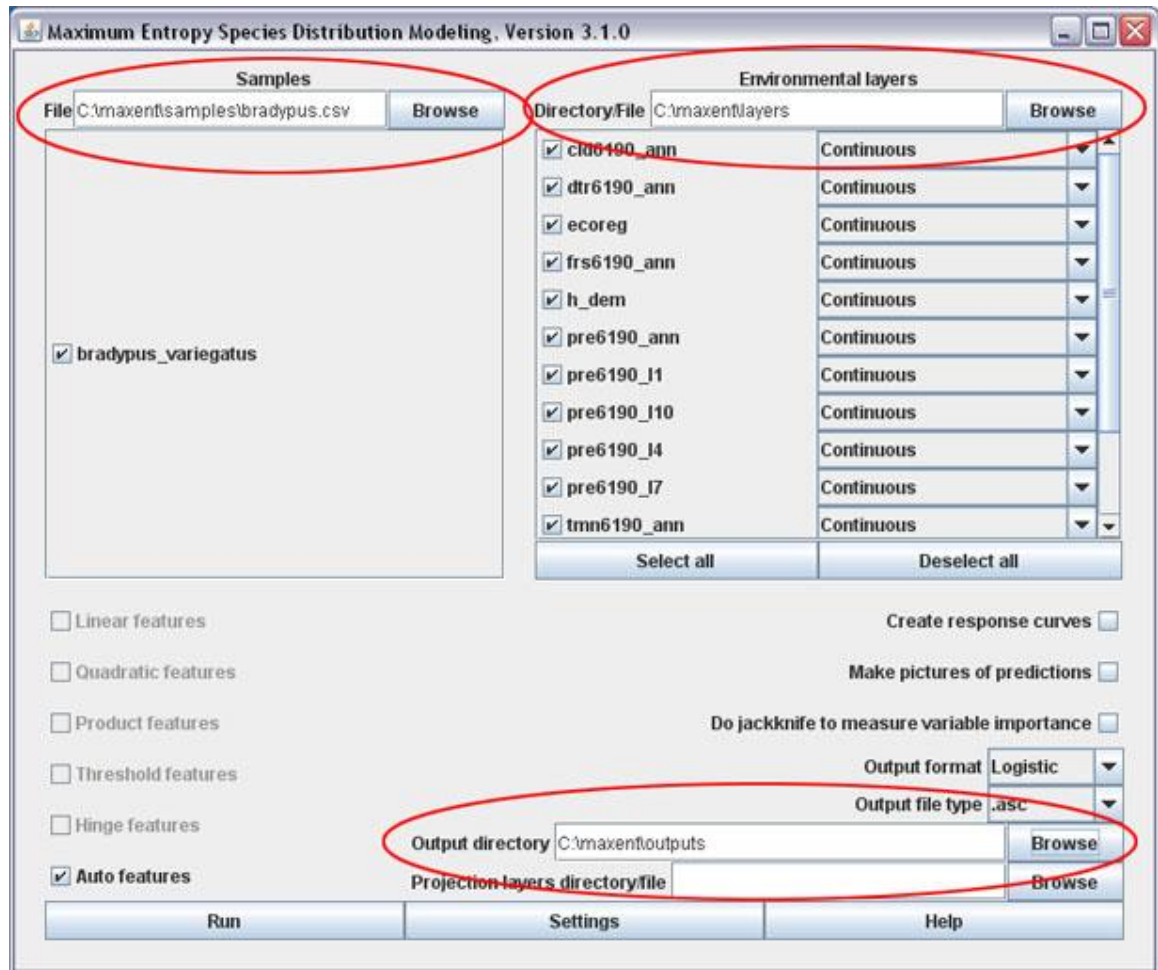 Maximum Entropy Species Distribution Modeling, Version 3.1.0
Samples
File C:\maxent\samples\bradypus.csv Browse
bradypus_variegatus
Environmental layers
Directory/File C:\maxent\layers Browse
cld6190_ann Continuous
dtr6190_ann Continuous
ecoreg Continuous
frs6190_ann Continuous
h_dem Continuous
pre6190_ann Continuous
pre6190_l1 Continuous
pre6190_l10 Continuous
pre6190_l4 Continuous
pre6190_l7 Continuous
tmn6190_ann Continuous
Select all Deselect all
Linear features
Quadratic features
Product features
Threshold features
Hinge features
Auto features
Create response curves
Make pictures of predictions
Do jackknife to measure variable importance
Output format Logistic
Output file type .asc
Output directory C:\maxent\outputs Browse
Projection layers directory/file Browse
Run Settings Help